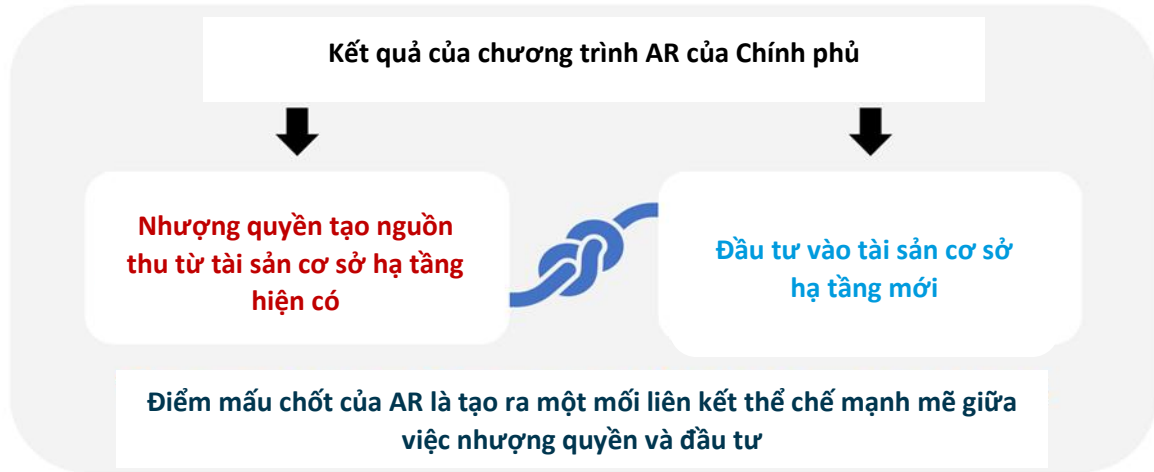 Kết quả của chương trình AR của Chính phủ
Nhượng quyền tạo nguồn
thu từ tài sản cơ sở hạ tầng
hiện có
Đầu tư vào tài sản cơ sở
hạ tầng mới
Điểm mấu chốt của AR là tạo ra một mối liên kết thể chế mạnh mẽ giữa
việc nhượng quyền và đầu tư